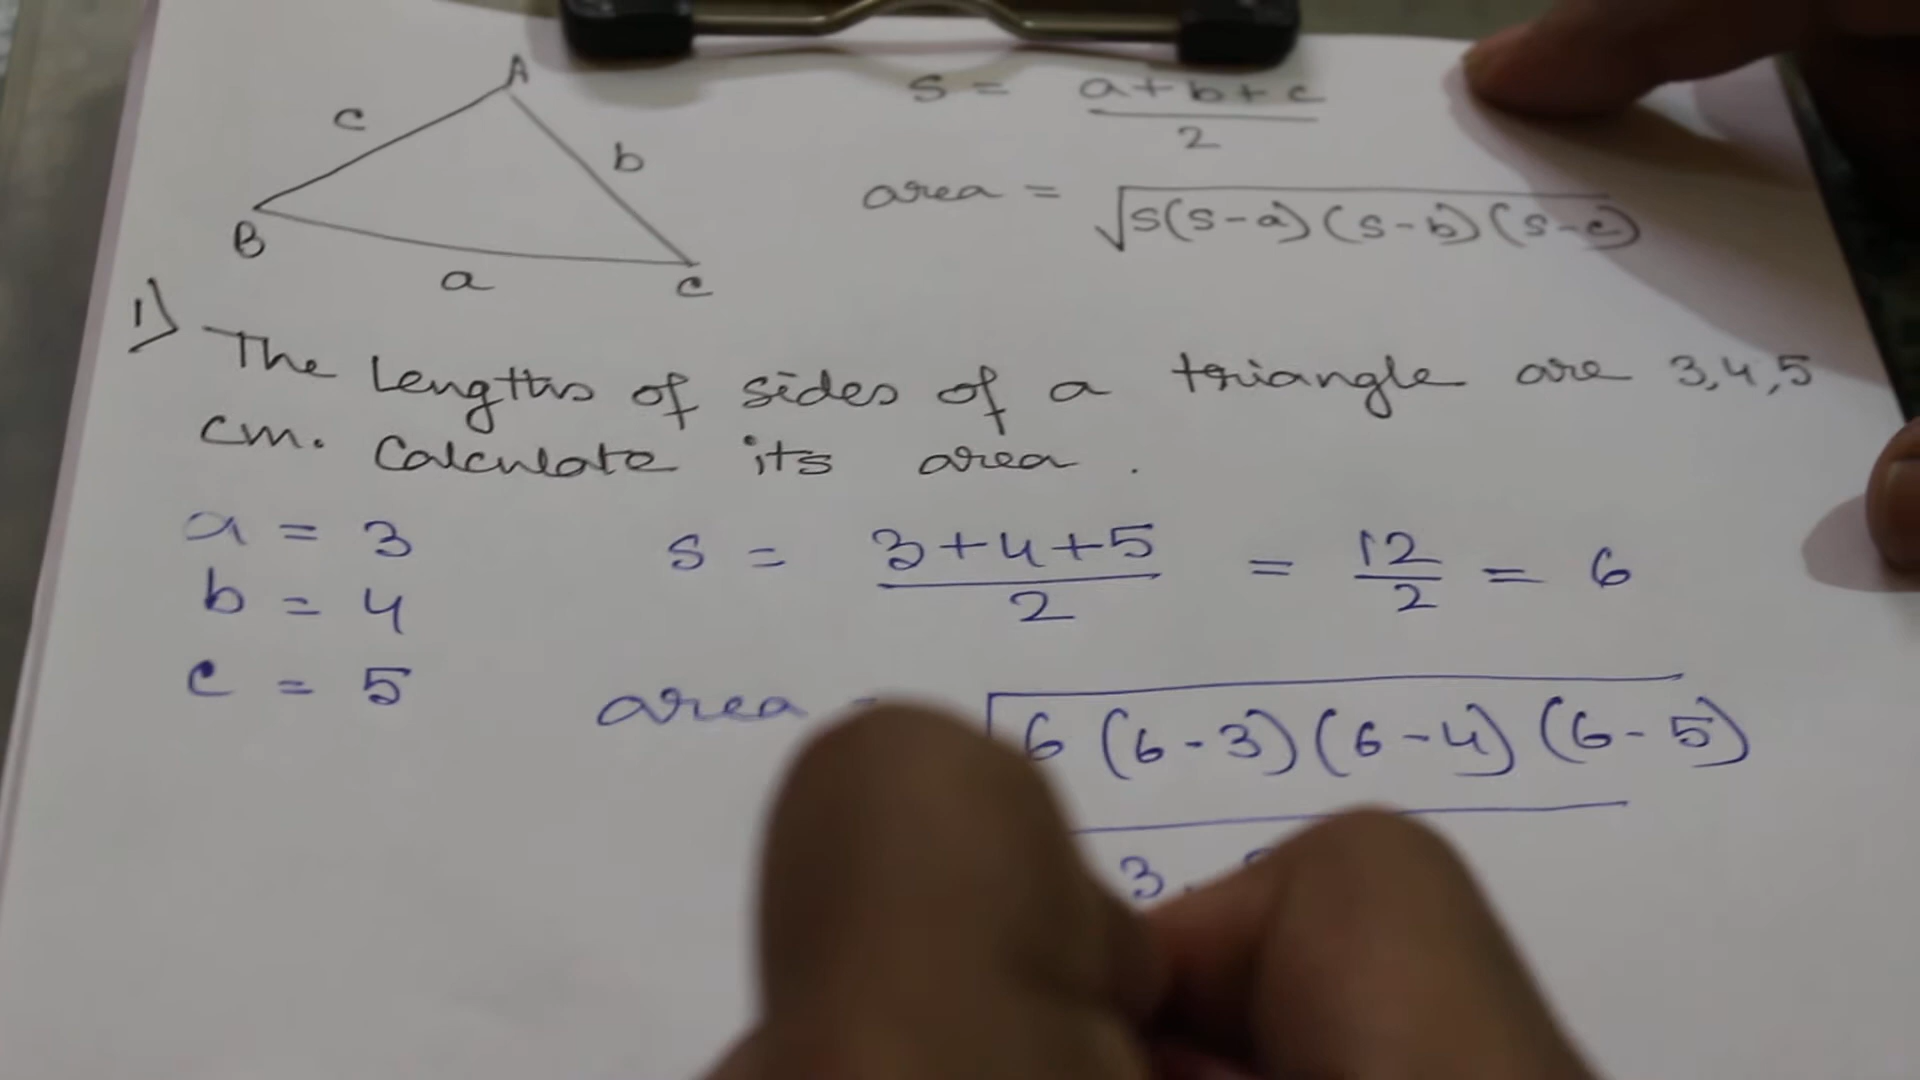 A
c
b
B
a
C
s = a+b+c / 2
area = √s(s-a)(s-b)(s-c)
1) The Lengths of sides of a triangle are 3,4,5
cm. Calculate its area .
a = 3
b = 4
c = 5
s = 3+4+5 / 2 = 12 / 2 = 6
area = √6(6-3)(6-4)(6-5)
3